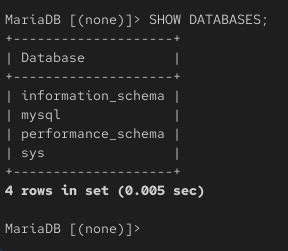 MariaDB [(none)]> SHOW DATABASES;
+--------------------+
| Database           |
+--------------------+
| information_schema |
| mysql              |
| performance_schema |
| sys                |
+--------------------+
4 rows in set (0.005 sec)
MariaDB [(none)]>